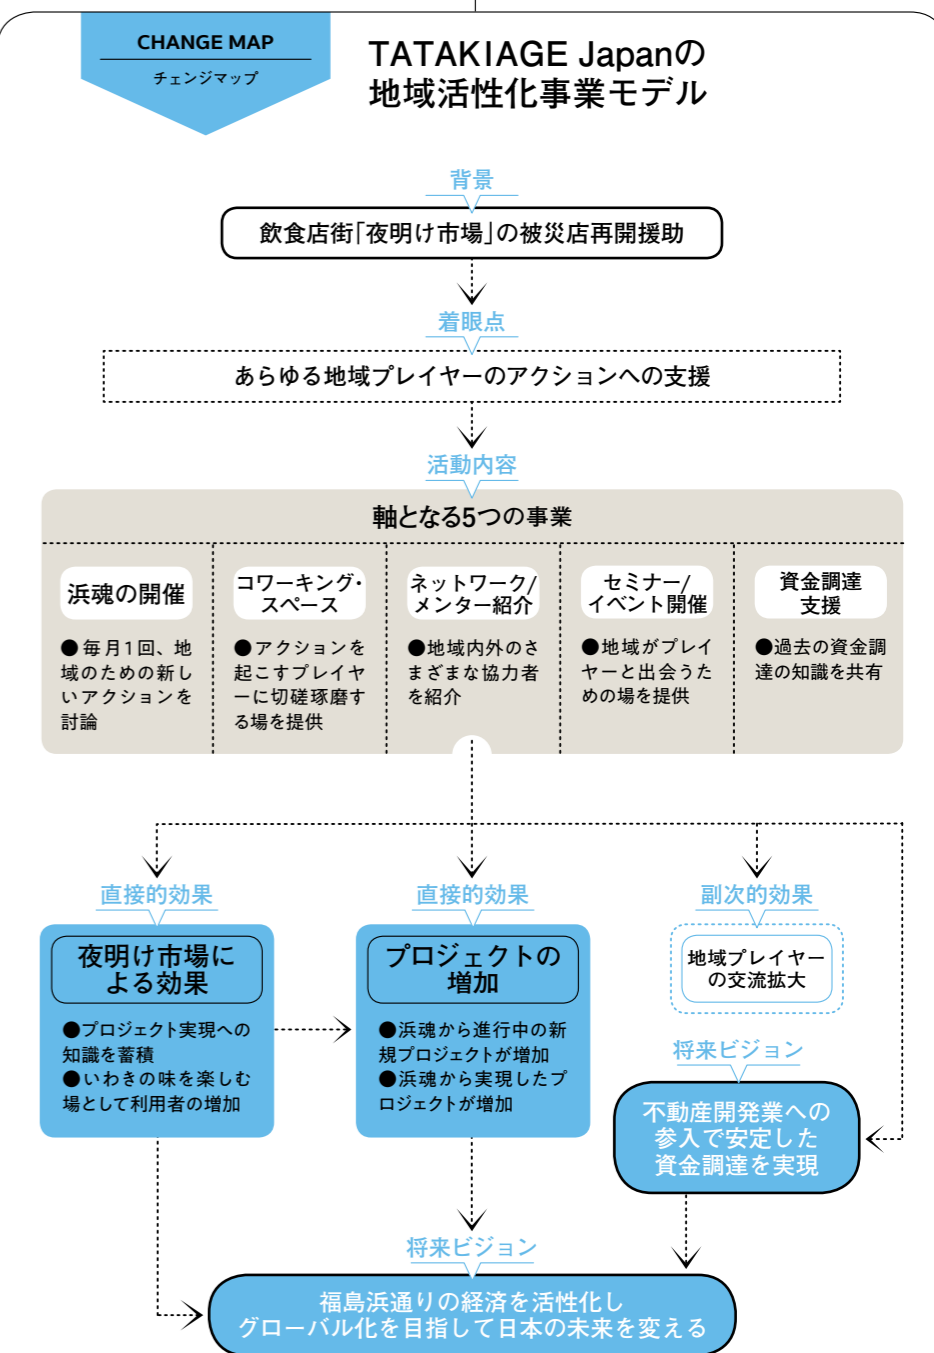 CHANGE MAP
チェンジマップ
TATAKIAGE Japanの
地域活性化事業モデル
背景
飲食店街「夜明け市場」の被災店再開援助
着眼点
あらゆる地域プレイヤーのアクションへの支援
活動内容
軸となる5つの事業
浜魂の開催
●毎月1回、地
域のための新し
いアクションを
討論
コワーキング・
スペース
●アクションを
起こすプレイヤ
ーに切磋琢磨す
る場を提供
ネットワーク/
メンター紹介
●地域内外のさ
まざまな協力者
を紹介
セミナー/
イベント開催
●地域がプレイ
ヤーと出会うた
めの場を提供
資金調達
支援
●過去の資金調
達の知識を共有
直接的効果
夜明け市場に
よる効果
●プロジェクト実現への
知識を蓄積
●いわきの味を楽しむ
場として利用者の増加
直接的効果
プロジェクトの
増加
●浜魂から進行中の新
規プロジェクトが増加
●浜魂から実現したプ
ロジェクトが増加
副次的効果
地域プレイヤー
の交流拡大
将来ビジョン
不動産開発業への
参入で安定した
資金調達を実現
将来ビジョン
福島浜通りの経済を活性化し
グローバル化を目指して日本の未来を変える